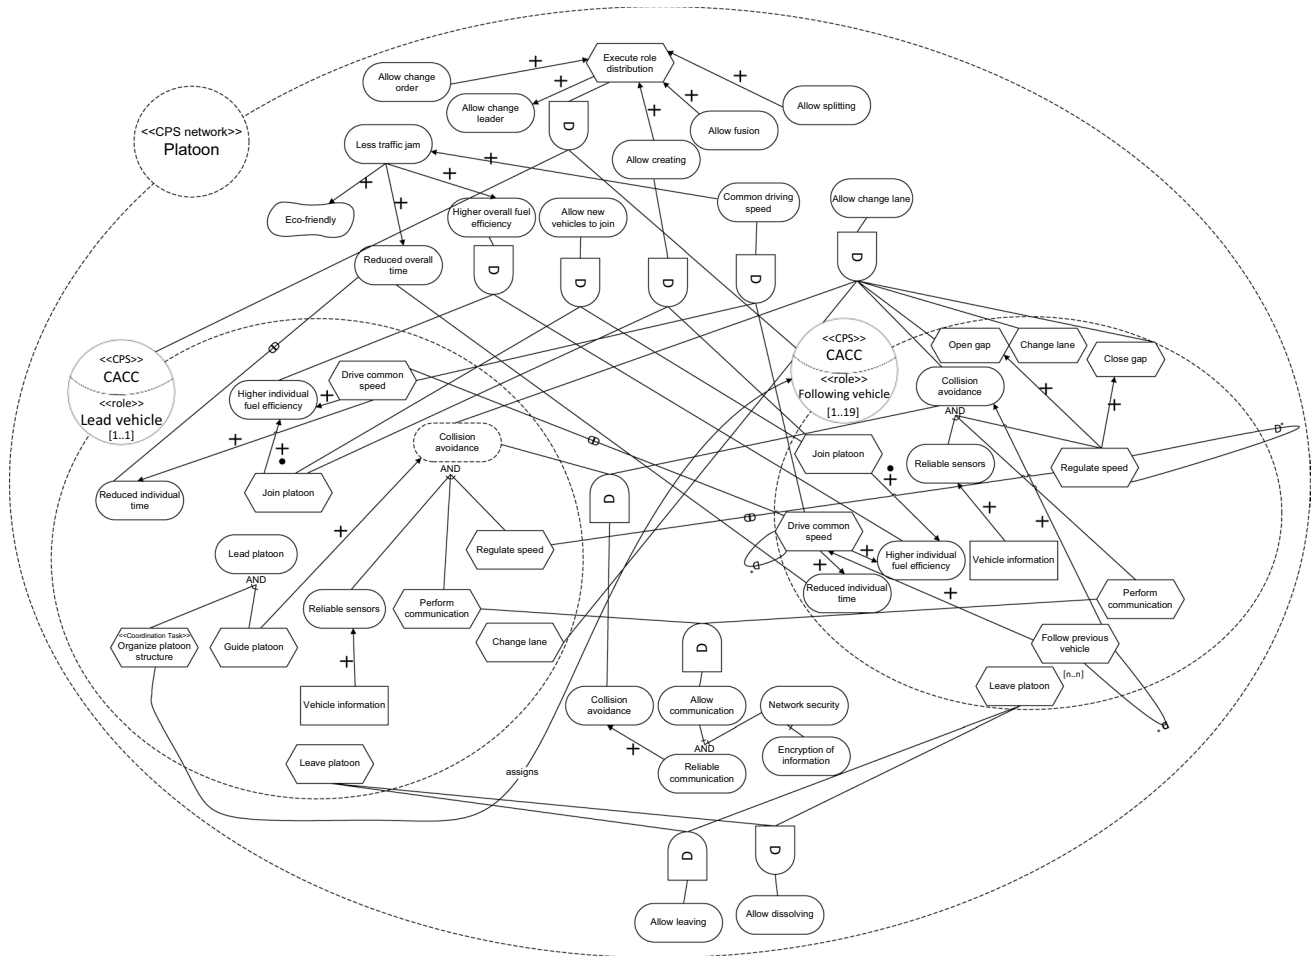 Execute role
distribution
Allow change
order
Allow change
leader
Allow splitting
Allow fusion
D
<<CPS network>>
Platoon
Less traffic jam
Allow creating
Eco-friendly
Higher overall fuel
efficiency
Allow new
vehicles to join
Common driving
speed
Allow change lane
Reduced overall
time
D
D
D
D
D
<<CPS>>
CACC
<<role>>
Lead vehicle
[1..1]
<<CPS>>
CACC
<<role>>
Following vehicle
[1..19]
Open gap
Change lane
Close gap
Higher individual
fuel efficiency
Drive common
speed
Collision
avoidance
AND
Collision
avoidance
AND
Join platoon
Reliable sensors
Regulate speed
D*
Reduced individual
time
Join platoon
D
Regulate speed
Drive common
speed
Higher individual
fuel efficiency
Vehicle information
D*
Reduced individual
time
Lead platoon
AND
Reliable sensors
Perform
communication
Perform
communication
<<Coordination Task>>
Organize platoon
structure
Guide platoon
Change lane
D
Follow previous
vehicle
[n..n]
Leave platoon
D*
Vehicle information
Collision
avoidance
Allow
communication
Network security
AND
Encryption of
information
Reliable
communication
Leave platoon
assigns
D
D
Allow leaving
Allow dissolving